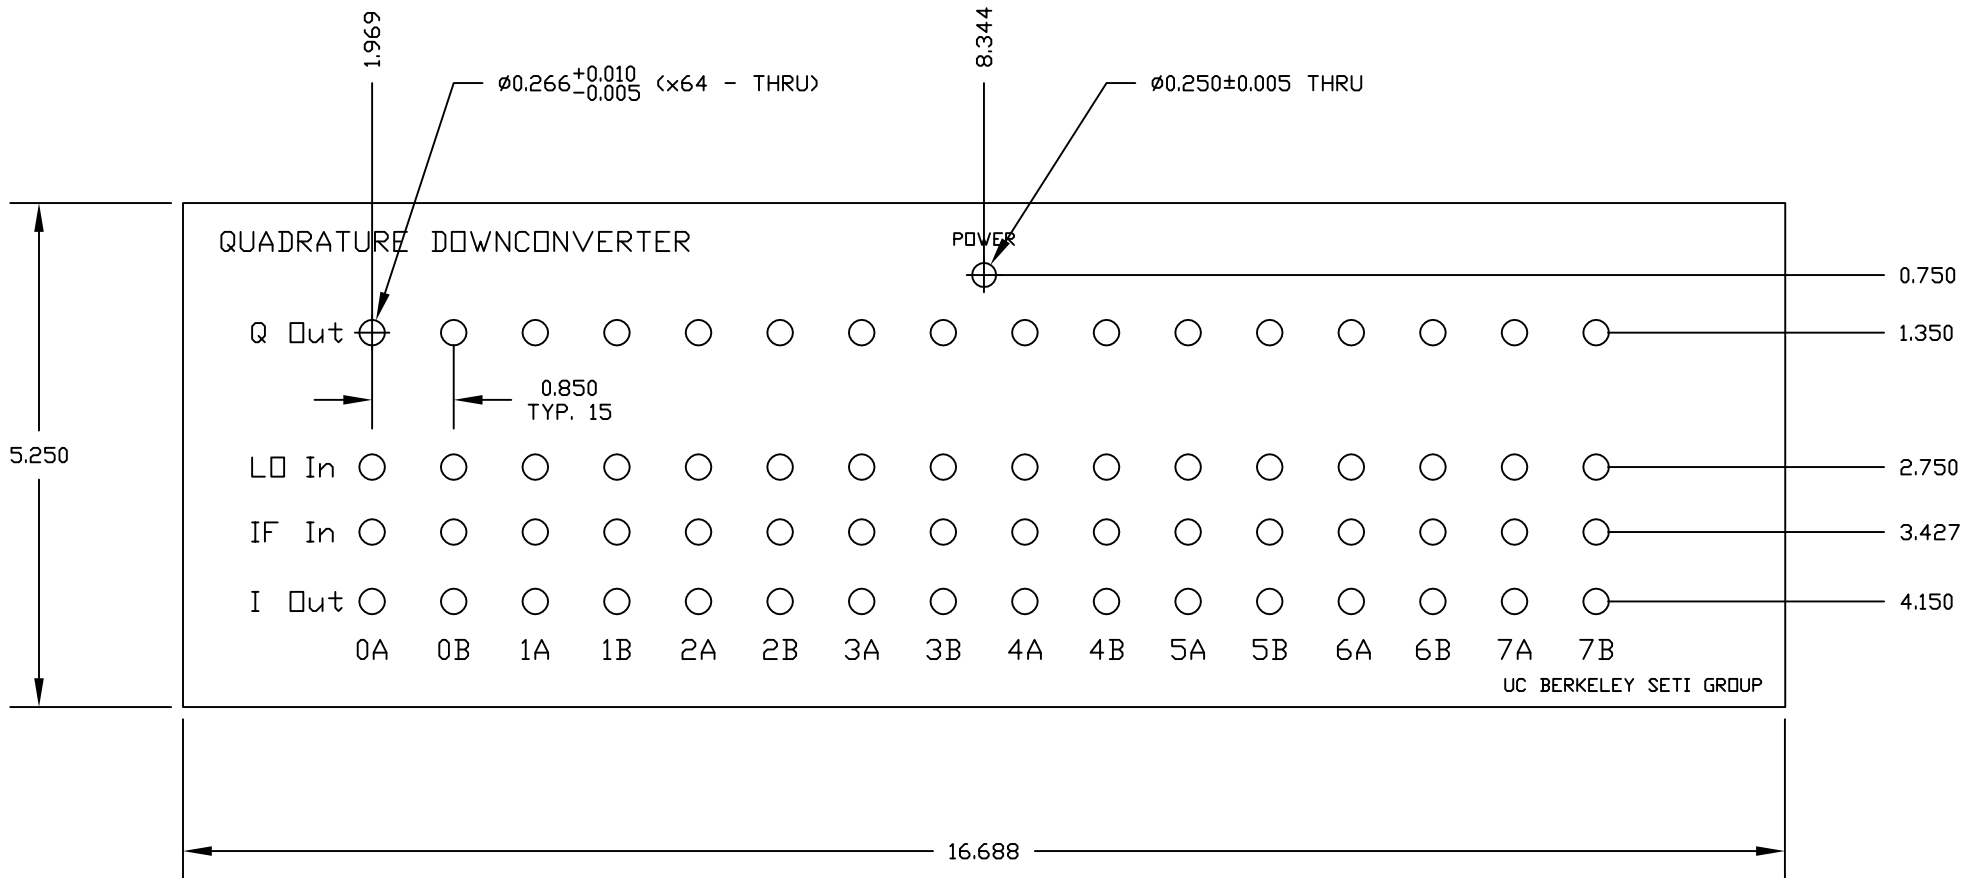 1.969
8.344
Ø0.266 +0.010 -0.005 (x64 - THRU)
Ø0.250±0.005 THRU
QUADRATURE DOWNCONVERTER
POWER
0.750
Q Out
1.350
0.850
TYP. 15
5.250
LO In
2.750
IF In
3.427
I Out
4.150
0A 0B 1A 1B 2A 2B 3A 3B 4A 4B 5A 5B 6A 6B 7A 7B
UC BERKELEY SETI GROUP
16.688